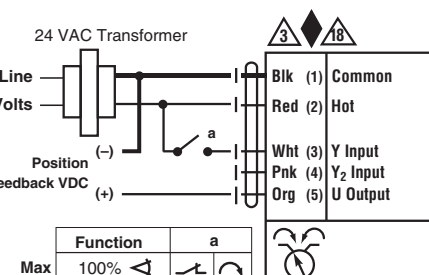 24 VAC Transformer
3 18
Line
Volts
Blk (1) Common
Red (2) Hot
a
Wht (3) Y Input
Pnk (4) Y2 Input
Org (5) U Output
(–)
Position
eedback VDC
(+)
Function a
Max 100%